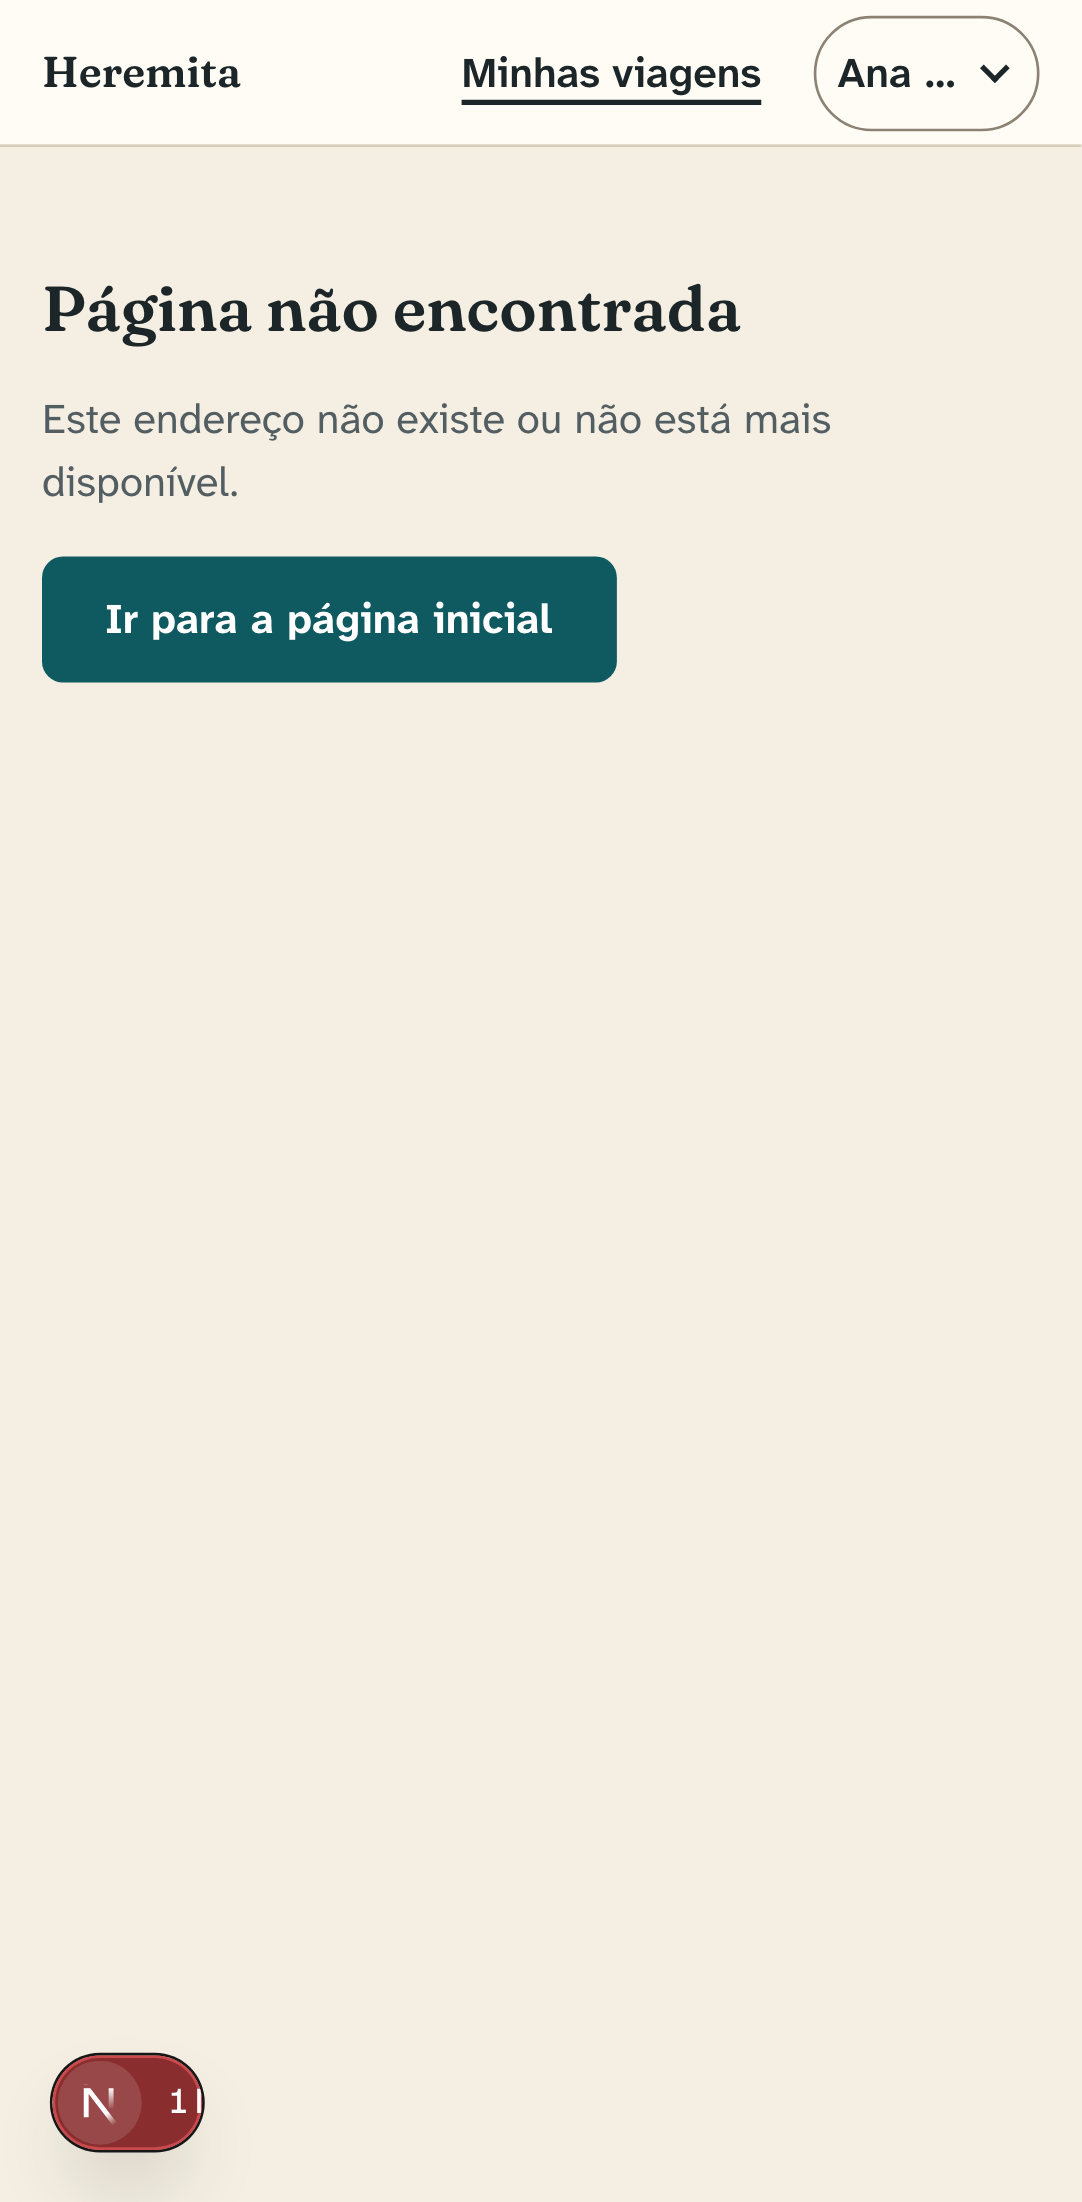 Heremita
Minhas viagens
Ana ...
Página não encontrada
Este endereço não existe ou não está mais
disponível.
Ir para a página inicial
N
1